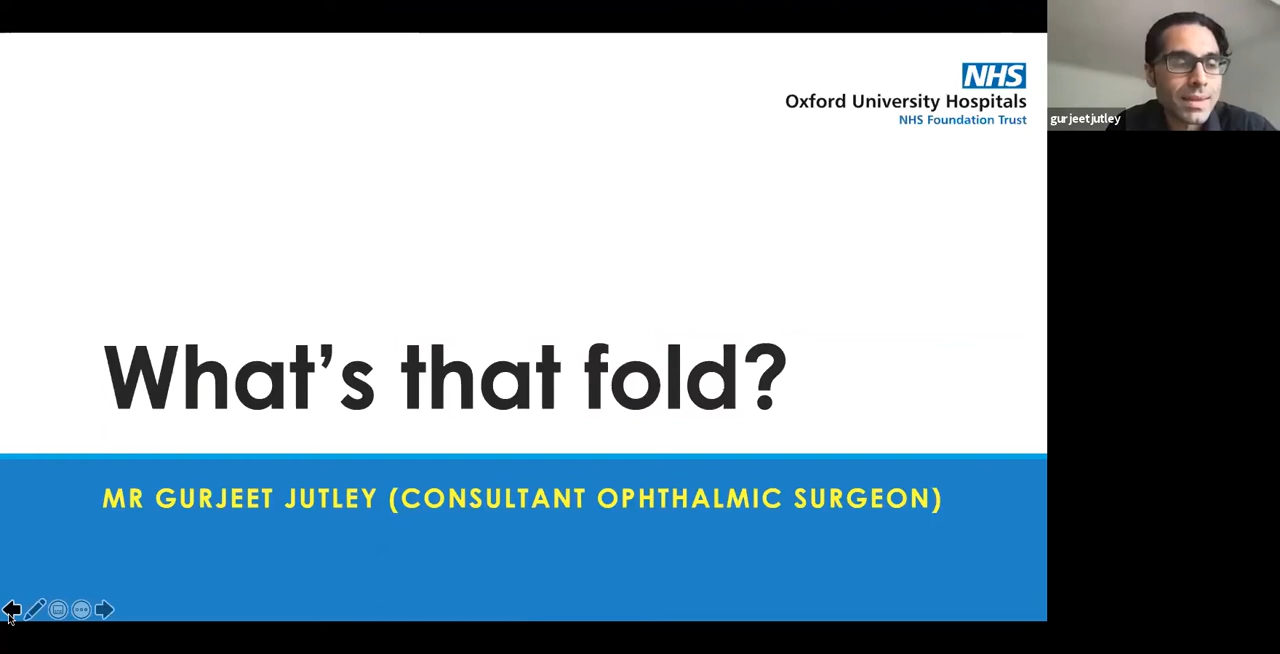 NHS
Oxford University Hospitals
NHS Foundation Trust
gurjeetjutley
What's that fold?
MR GURJEET JUTLEY (CONSULTANT OPHTHALMIC SURGEON)